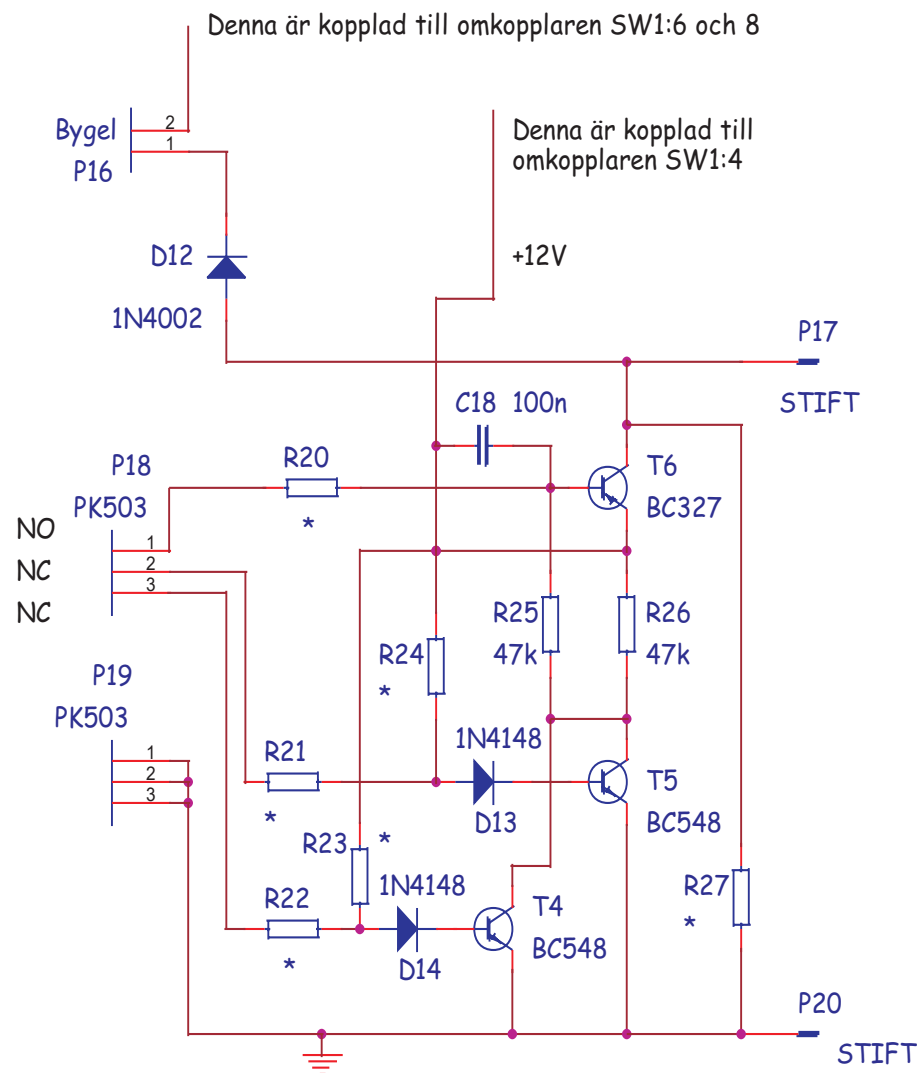 Denna är kopplad till omkopplaren SW1:6 och 8
Bygel
P16
2
1
Denna är kopplad till
omkopplaren SW1:4
D12
1N4002
+12V
P17
STIFT
C18 100n
P18
PK503
NO
NC
NC
1
2
3
R20
*
T6
BC327
R25
47k
R26
47k
R24
*
P19
PK503
1
2
3
R21
*
1N4148
D13
T5
BC548
R23
*
R22
*
1N4148
D14
T4
BC548
R27
*
P20
STIFT